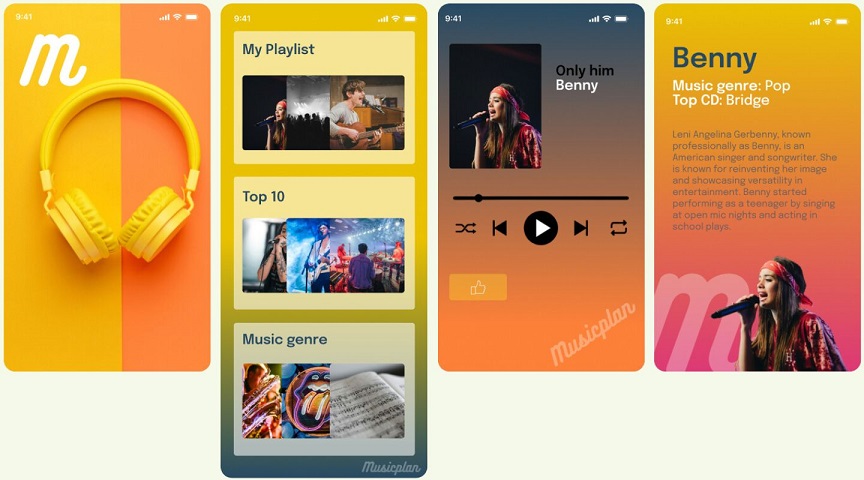 9:41
m
9:41
My Playlist
Top 10
Music genre
Musicplan
9:41
Only him
Benny
Musicplan
9:41
Benny
Music genre: Pop
Top CD: Bridge
Leni Angelina Gerbenny, known
professionally as Benny, is an
American singer and songwriter. She
is known for reinventing her image
and showcasing versatility in
entertainment. Benny started
performing as a teenager by singing
at open mic nights and acting in
school plays.
m